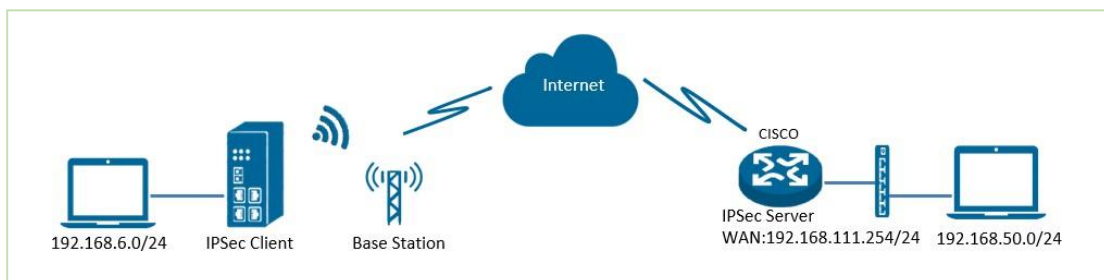 Internet
CISCO
IPSec Server
WAN:192.168.111.254/24
192.168.6.0/24
IPSec Client
Base Station
192.168.50.0/24